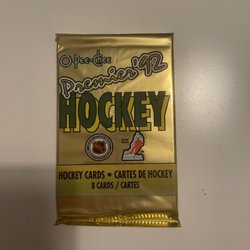 O-Pee-Chee
Premier '92
HOCKEY
HOCKEY CARDS • CARTES DE HOCKEY
8 CARDS / CARTES